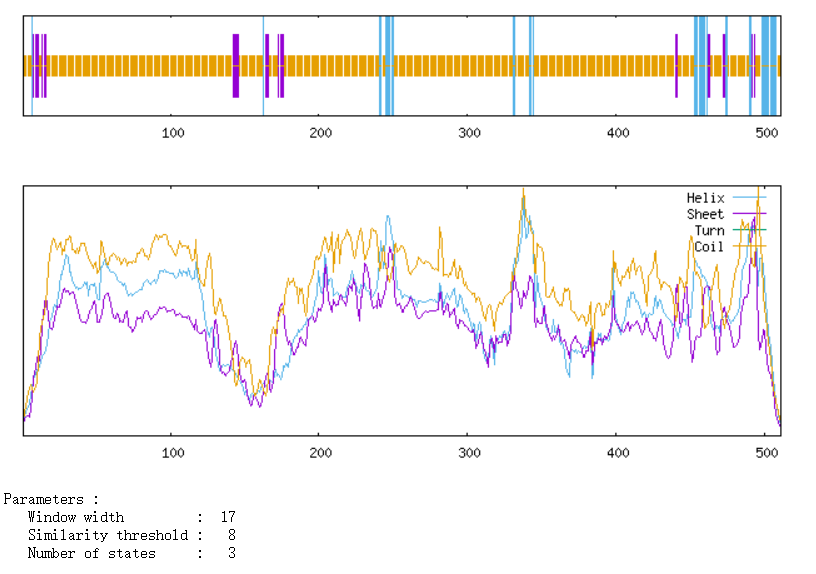 100 200 300 400 500
Helix
Sheet
Turn
Coil
100 200 300 400 500
Parameters :
Window width : 17
Similarity threshold : 8
Number of states : 3